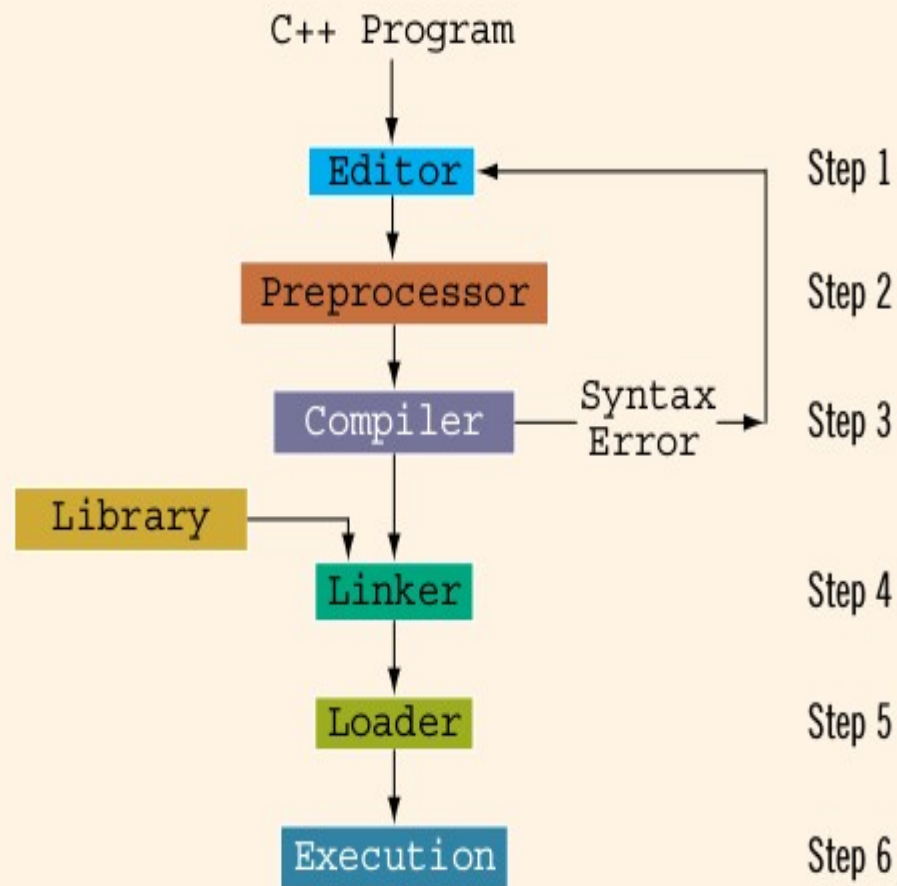 C++ Program
Editor
Step 1
Preprocessor
Step 2
Compiler
Syntax
Error
Step 3
Library
Linker
Step 4
Loader
Step 5
Execution
Step 6